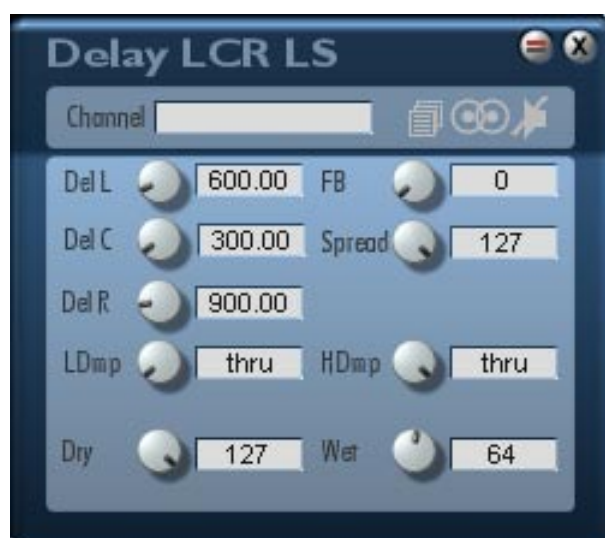 Delay LCR LS
Channel
Del L 600.00 FB 0
Del C 300.00 Spread 127
Del R 900.00
LDmp thru HDmp thru
Dry 127 Wet 64